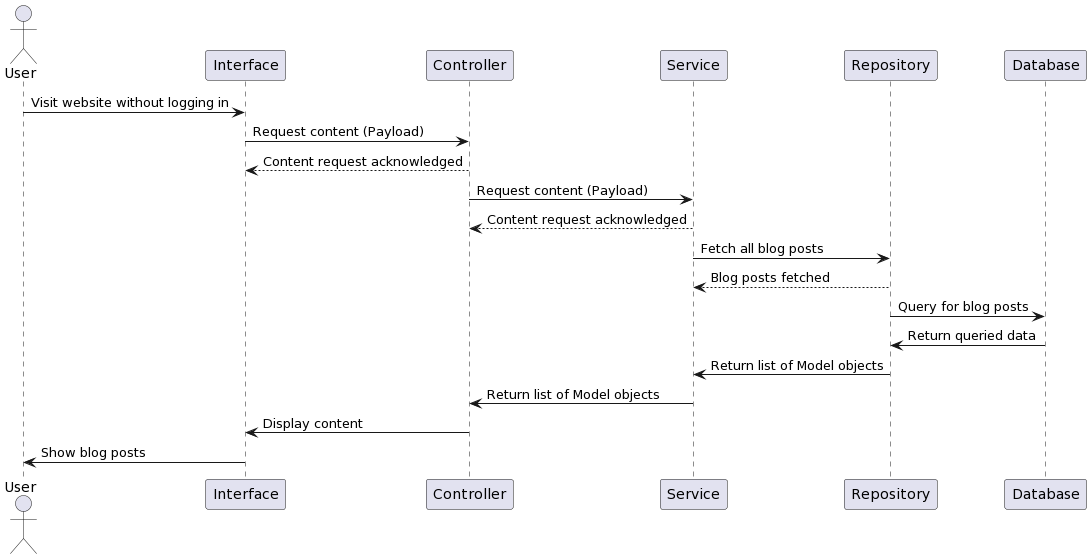 User
Interface
Controller
Service
Repository
Database
Visit website without logging in
Request content (Payload)
Content request acknowledged
Request content (Payload)
Content request acknowledged
Fetch all blog posts
Blog posts fetched
Query for blog posts
Return queried data
Return list of Model objects
Return list of Model objects
Display content
Show blog posts
User
Interface
Controller
Service
Repository
Database